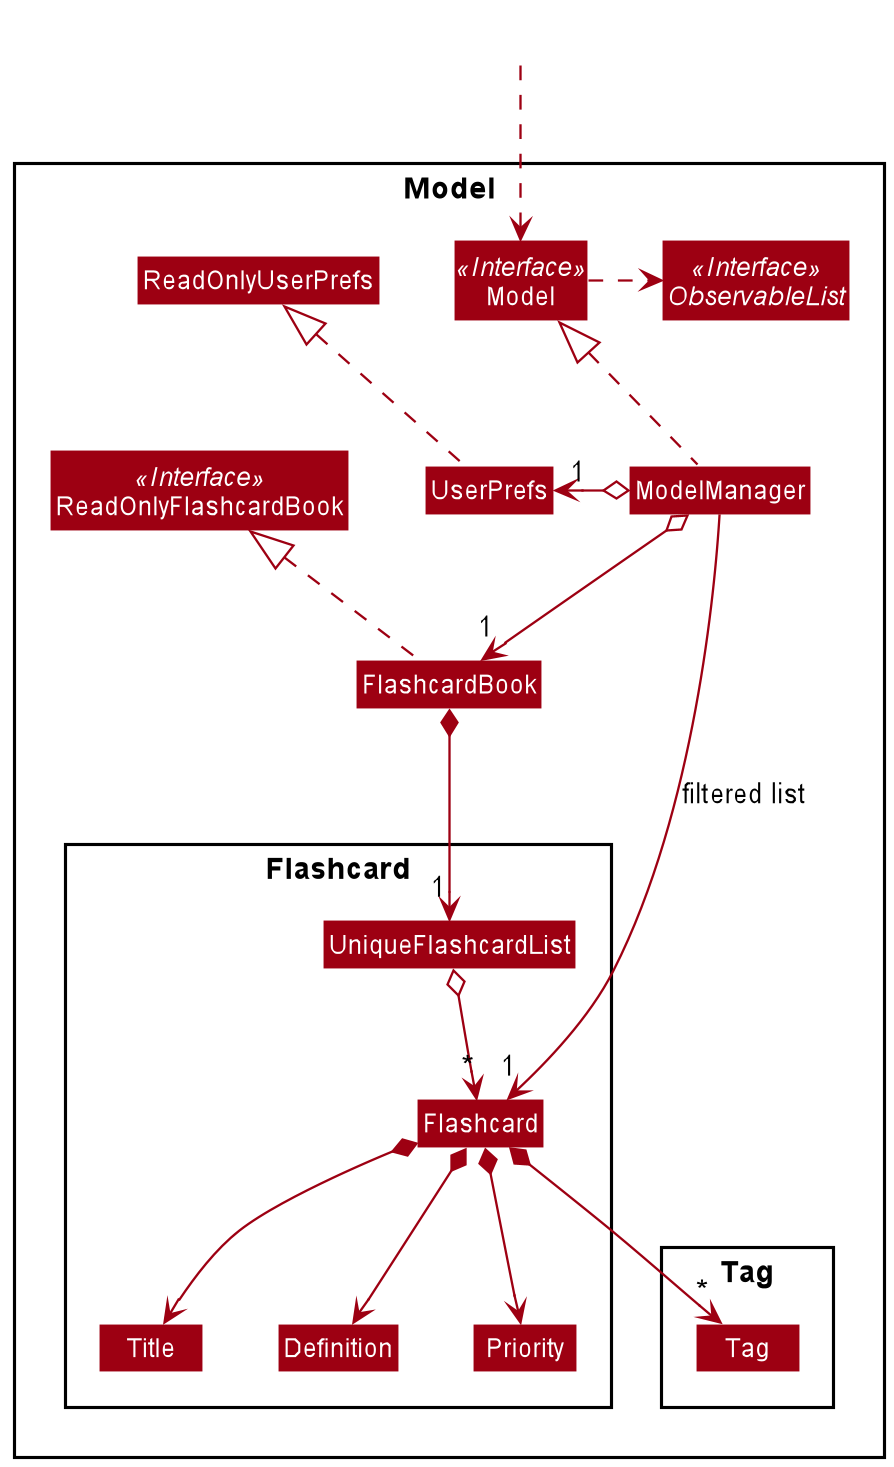 Model
«Interface»
Model
«Interface»
ObservableList
ReadOnlyUserPrefs
«Interface»
ReadOnlyFlashcardBook
UserPrefs
1
ModelManager
1
FlashcardBook
filtered list
Flashcard
1
UniqueFlashcardList
*
1
Flashcard
Tag
*
Title
Definition
Priority
Tag